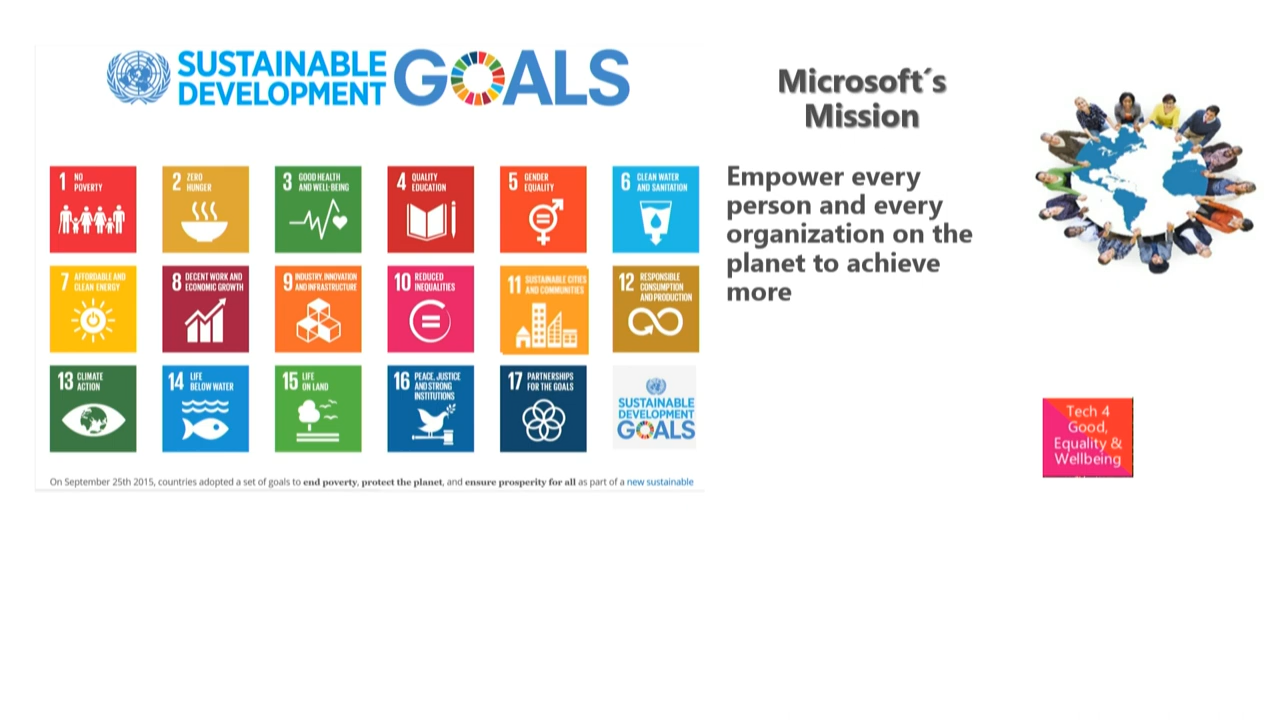 SUSTAINABLE
DEVELOPMENT
GOALS
1 NO
POVERTY
2 ZERO
HUNGER
3 GOOD HEALTH
AND WELL-BEING
4 QUALITY
EDUCATION
5 GENDER
EQUALITY
6 CLEAN WATER
AND SANITATION
7 AFFORDABLE AND
CLEAN ENERGY
8 DECENT WORK AND
ECONOMIC GROWTH
9 INDUSTRY, INNOVATION
AND INFRASTRUCTURE
10 REDUCED
INEQUALITIES
11 SUSTAINABLE CITIES
AND COMMUNITIES
12 RESPONSIBLE
CONSUMPTION
AND PRODUCTION
13 CLIMATE
ACTION
14 LIFE
BELOW WATER
15 LIFE
ON LAND
16 PEACE, JUSTICE
AND STRONG
INSTITUTIONS
17 PARTNERSHIPS
FOR THE GOALS
SUSTAINABLE
DEVELOPMENT
GOALS
On September 25th 2015, countries adopted a set of goals to end poverty, protect the planet, and ensure prosperity for all as part of a new sustainable
Microsoft´s
Mission
Empower every
person and every
organization on the
planet to achieve
more
Tech 4
Good,
Equality &
Wellbeing